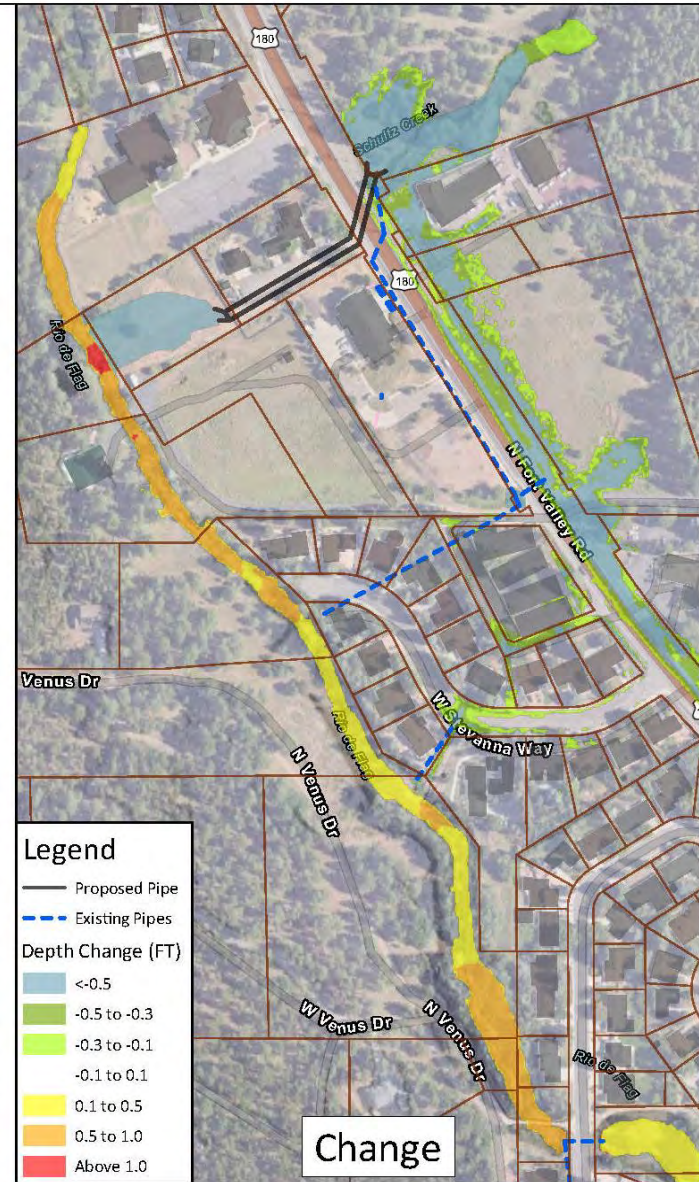 180
Schultz Creek
180
Rio de Flag
N Fort Valley Rd
Venus Dr
W Stevanna Way
Rio de Flag
N Venus Dr
Legend
Proposed Pipe
Existing Pipes
Depth Change (FT)
<-0.5
-0.5 to -0.3
-0.3 to -0.1
-0.1 to 0.1
0.1 to 0.5
0.5 to 1.0
Above 1.0
W Venus Dr
N Venus Dr
Rio de Flag
Change